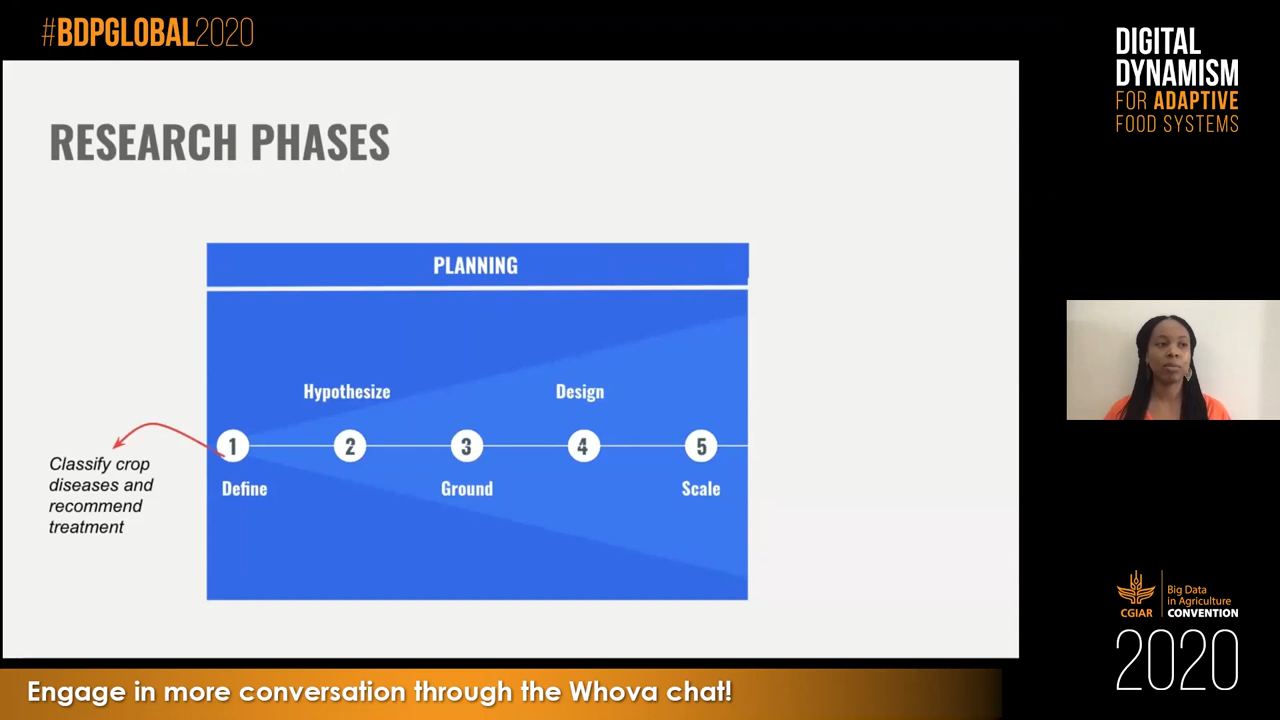 #BDPGLOBAL2020
DIGITAL
DYNAMISM
FOR ADAPTIVE
FOOD SYSTEMS
RESEARCH PHASES
PLANNING
Hypothesize
Design
1
2
3
4
5
Define
Ground
Scale
Classify crop
diseases and
recommend
treatment
CGIAR
Big Data
in Agriculture
CONVENTION
2020
Engage in more conversation through the Whova chat!